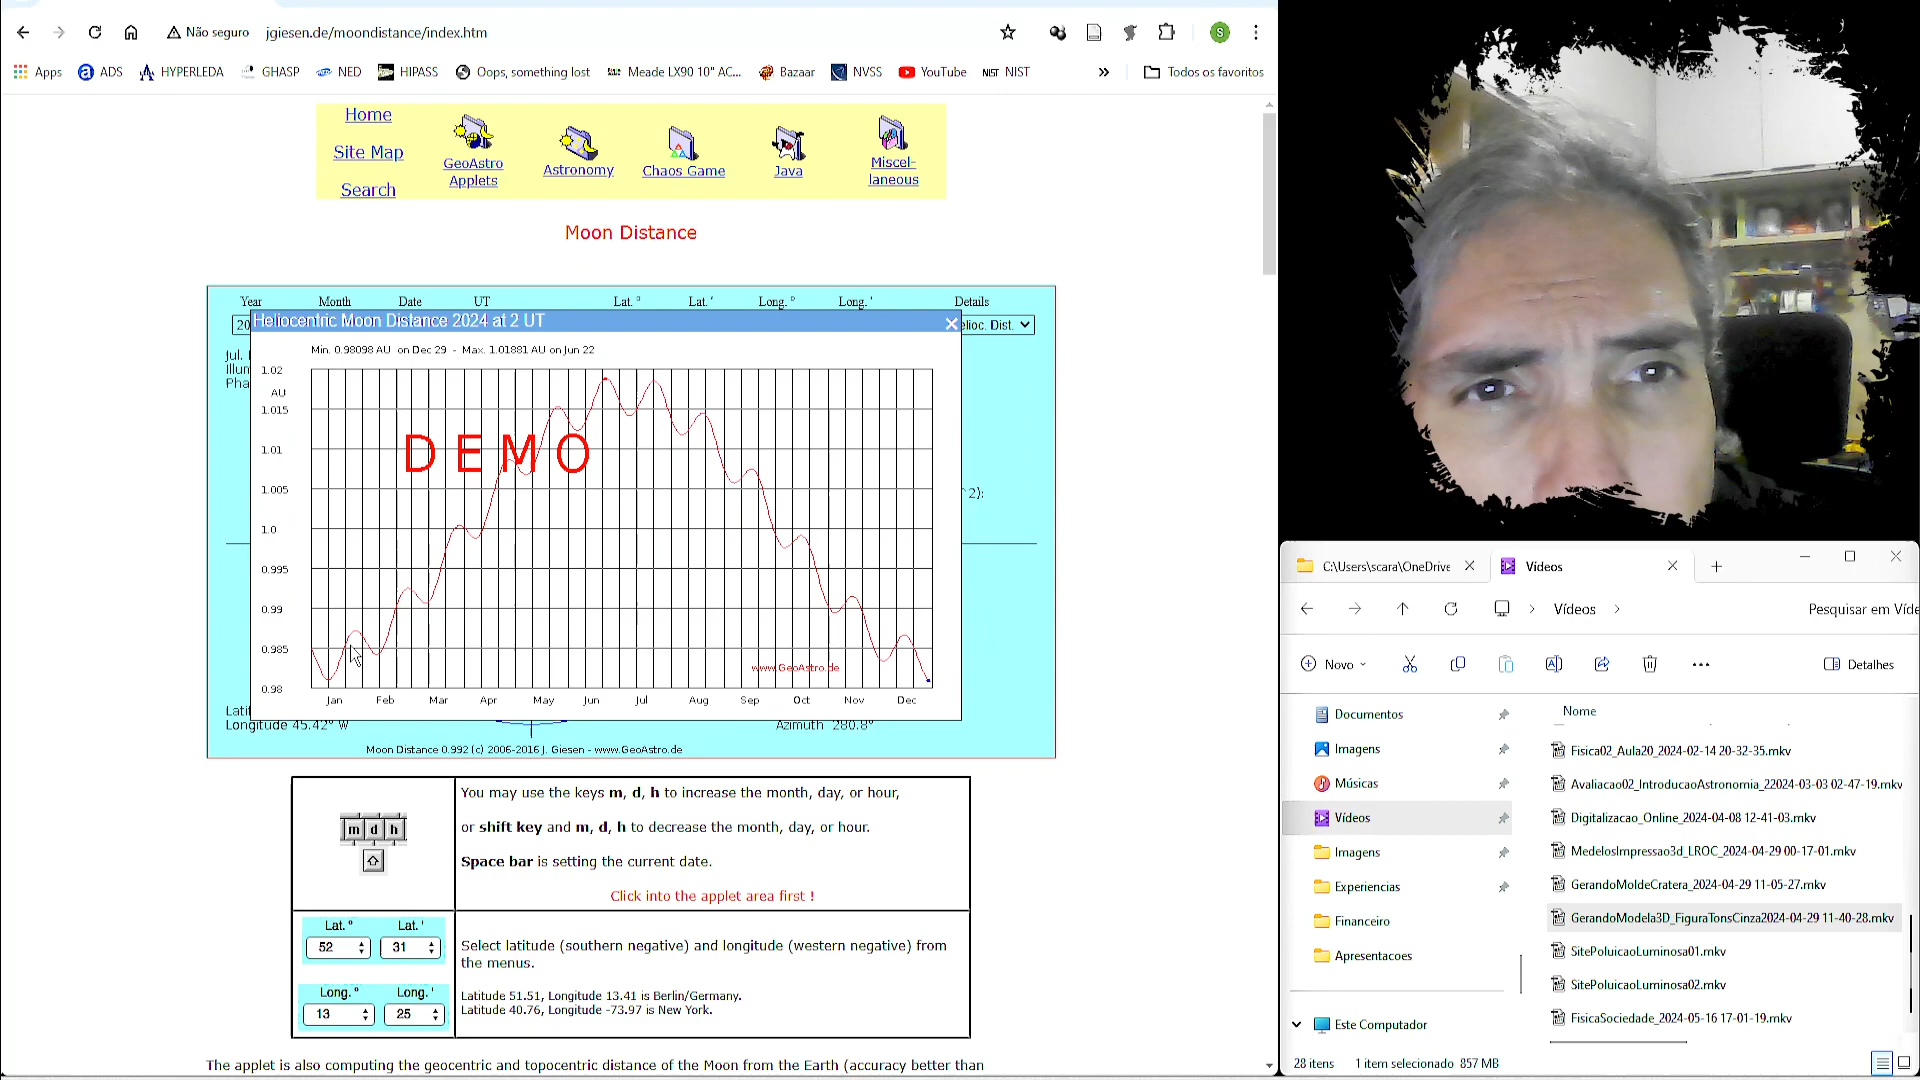 Não seguro jgiesen.de/moondistance/index.htm S
Apps ADS HYPERLEDA GHASP NED HIPASS Oops, something lost Meade LX90 10" AC... Bazaar NVSS YouTube NIST NIST » Todos os favoritos
Home
Site Map
Search
GeoAstro
Applets
Astronomy
Chaos Game
Java
Miscel-
laneous
Moon Distance
Year Month Date UT Lat. º Lat. ' Long. º Long. ' Details
20
Heliocentric Moon Distance 2024 at 2 UT
elioc. Dist.
Jul.
Illun
Pha
Min. 0.98098 AU on Dec 29 - Max. 1.01881 AU on Jun 22
1.02
AU
1.015
1.01
1.005
1.0
0.995
0.99
0.985
0.98
DEMO
2):
www.GeoAstro.de
Jan Feb Mar Apr May Jun Jul Aug Sep Oct Nov Dec
Lati
Longitude 45.42° W Azimuth 280.8°
Moon Distance 0.992 (c) 2006-2016 J. Giesen - www.GeoAstro.de
m d h
You may use the keys m, d, h to increase the month, day, or hour,
or shift key and m, d, h to decrease the month, day, or hour.
Space bar is setting the current date.
Click into the applet area first !
Lat. º Lat. '
52 31
Long. º Long. '
13 25
Select latitude (southern negative) and longitude (western negative) from
the menus.
Latitude 51.51, Longitude 13.41 is Berlin/Germany.
Latitude 40.76, Longitude -73.97 is New York.
The applet is also computing the geocentric and topocentric distance of the Moon from the Earth (accuracy better than
C:\Users\scara\OneDrive Vídeos
Vídeos Pesquisar em Víde
Novo Detalhes
Documentos
Imagens
Músicas
Vídeos
Imagens
Experiencias
Financeiro
Apresentacoes
Este Computador
Nome
Fisica02_Aula20_2024-02-14 20-32-35.mkv
Avaliacao02_IntroducaoAstronomia_22024-03-03 02-47-19.mkv
Digitalizacao_Online_2024-04-08 12-41-03.mkv
MedelosImpressao3d_LROC_2024-04-29 00-17-01.mkv
GerandoMoldeCratera_2024-04-29 11-05-27.mkv
GerandoModela3D_FiguraTonsCinza2024-04-29 11-40-28.mkv
SitePoluicaoLuminosa01.mkv
SitePoluicaoLuminosa02.mkv
FisicaSociedade_2024-05-16 17-01-19.mkv
28 itens 1 item selecionado 857 MB